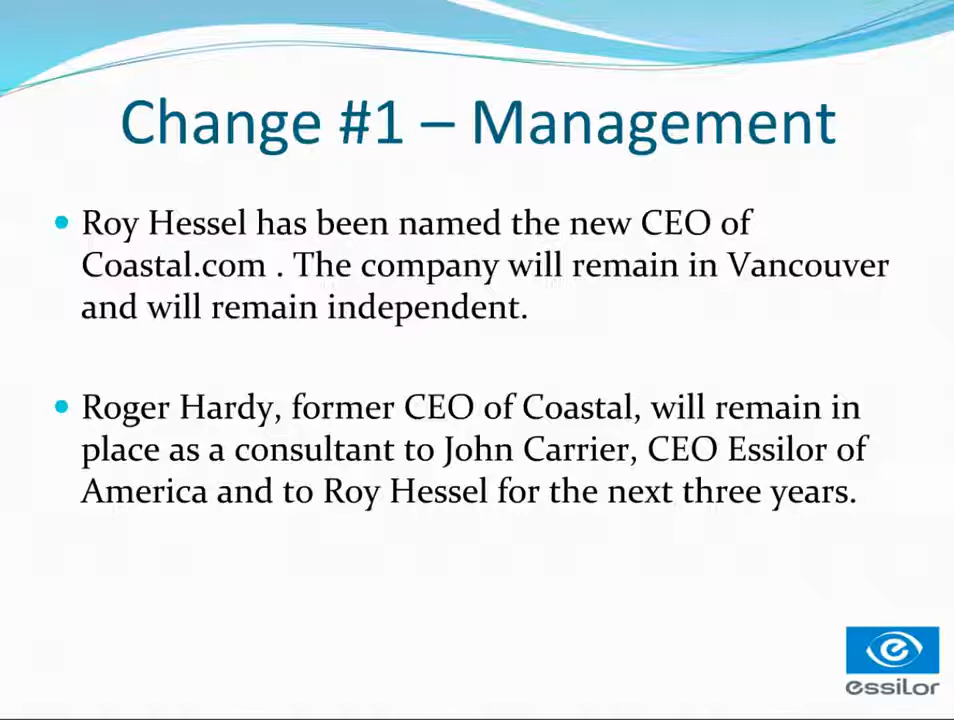 Change #1 – Management
Roy Hessel has been named the new CEO of
Coastal.com . The company will remain in Vancouver
and will remain independent.
Roger Hardy, former CEO of Coastal, will remain in
place as a consultant to John Carrier, CEO Essilor of
America and to Roy Hessel for the next three years.
essilor